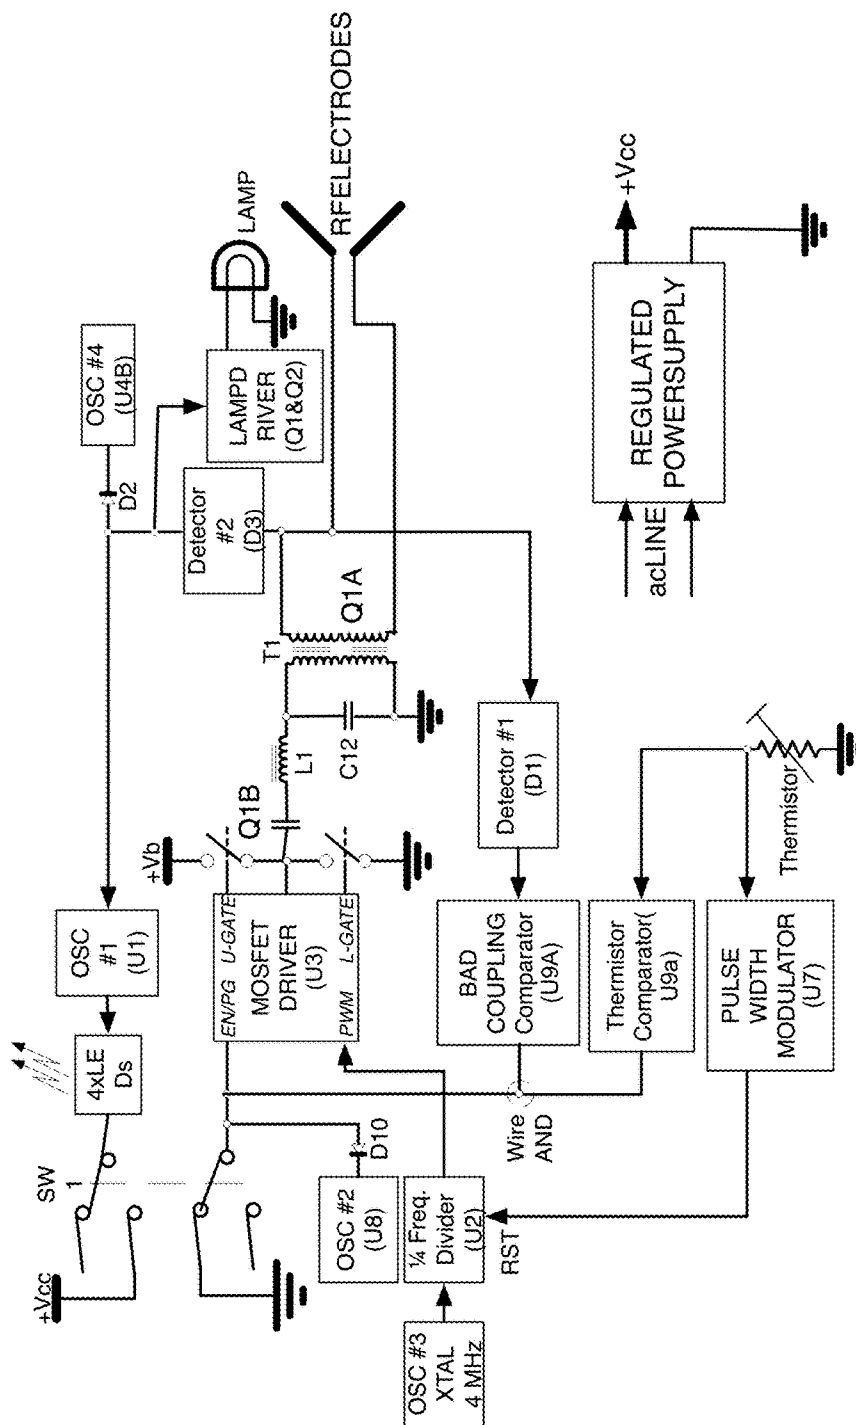 +Vcc
SW
1
4xLE
Ds
OSC
#1
(U1)
D2
OSC #4
(U4B)
Detector
#2
(D3)
LAMPD
RIVER
(Q1&Q2)
LAMP
RFELECTRODES
+Vb
EN/PG U-GATE
MOSFET
DRIVER
(U3)
PWM L-GATE
Q1B
L1
C12
T1
Q1A
D10
OSC #2
(U8)
OSC #3
XTAL
4 MHz
¼ Freq.
Divider
(U2)
RST
Wire
AND
BAD
COUPLING
Comparator
(U9A)
Detector #1
(D1)
Thermistor
Comparator(
U9a)
PULSE
WIDTH
MODULATOR
(U7)
Thermistor
acLINE
REGULATED
POWERSUPPLY
+Vcc